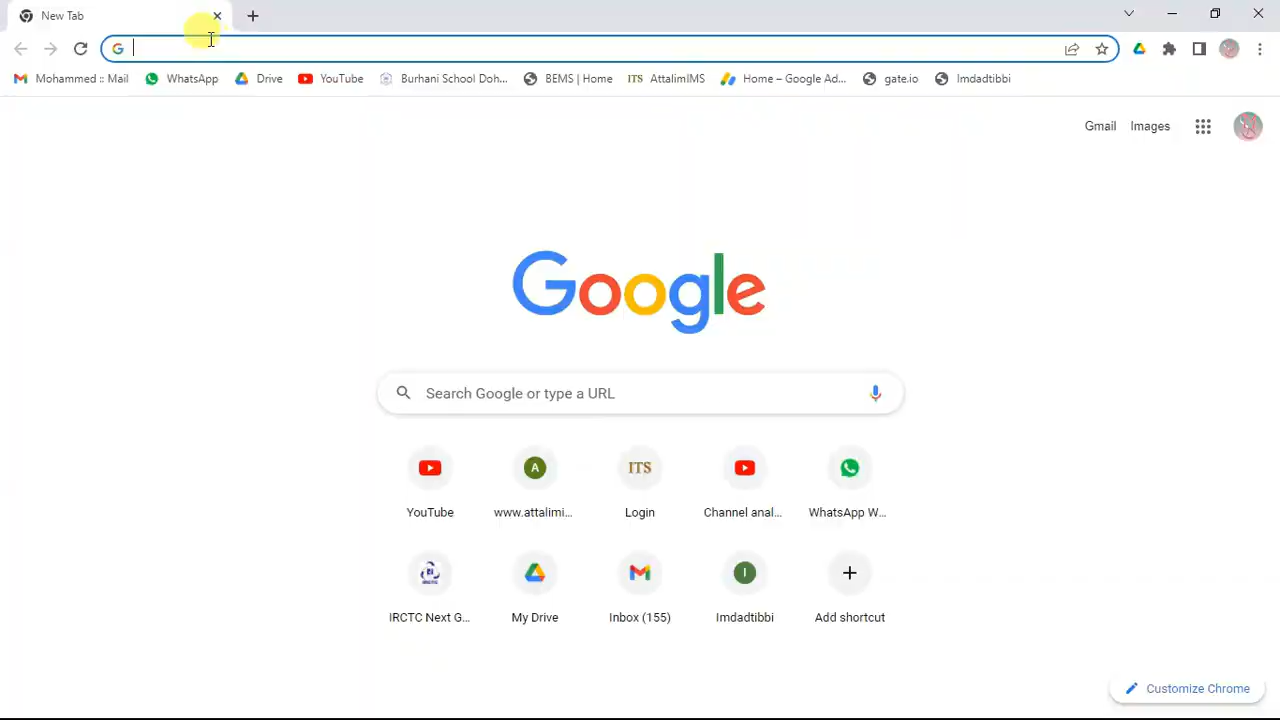 New Tab
Mohammed :: Mail WhatsApp Drive YouTube Burhani School Doh... BEMS | Home ITS AttalimIMS Home – Google Ad... gate.io Imdadtibbi
Gmail Images
Google
Search Google or type a URL
A ITS
YouTube www.attalimi... Login Channel anal... WhatsApp W...
I
IRCTC Next G... My Drive Inbox (155) Imdadtibbi Add shortcut
Customize Chrome